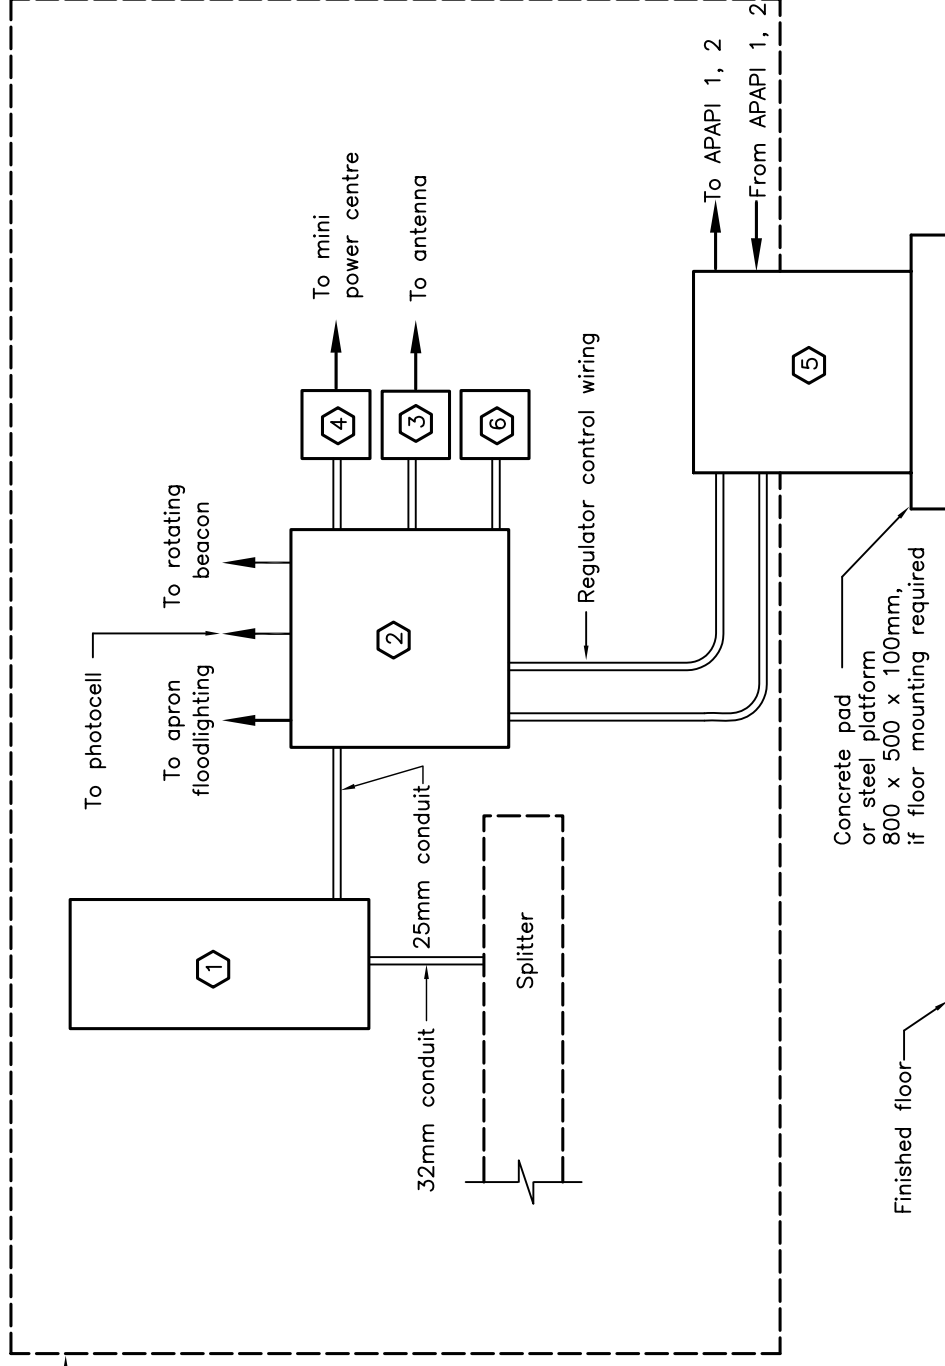 To photocell
To apron
floodlighting
To rotating
beacon
To mini
power centre
To antenna
1
2
4
3
6
25mm conduit
32mm conduit
Splitter
Regulator control wiring
To APAPI 1, 2
From APAPI 1, 2
5
Concrete pad
or steel platform
800 x 500 x 100mm,
if floor mounting required
Finished floor